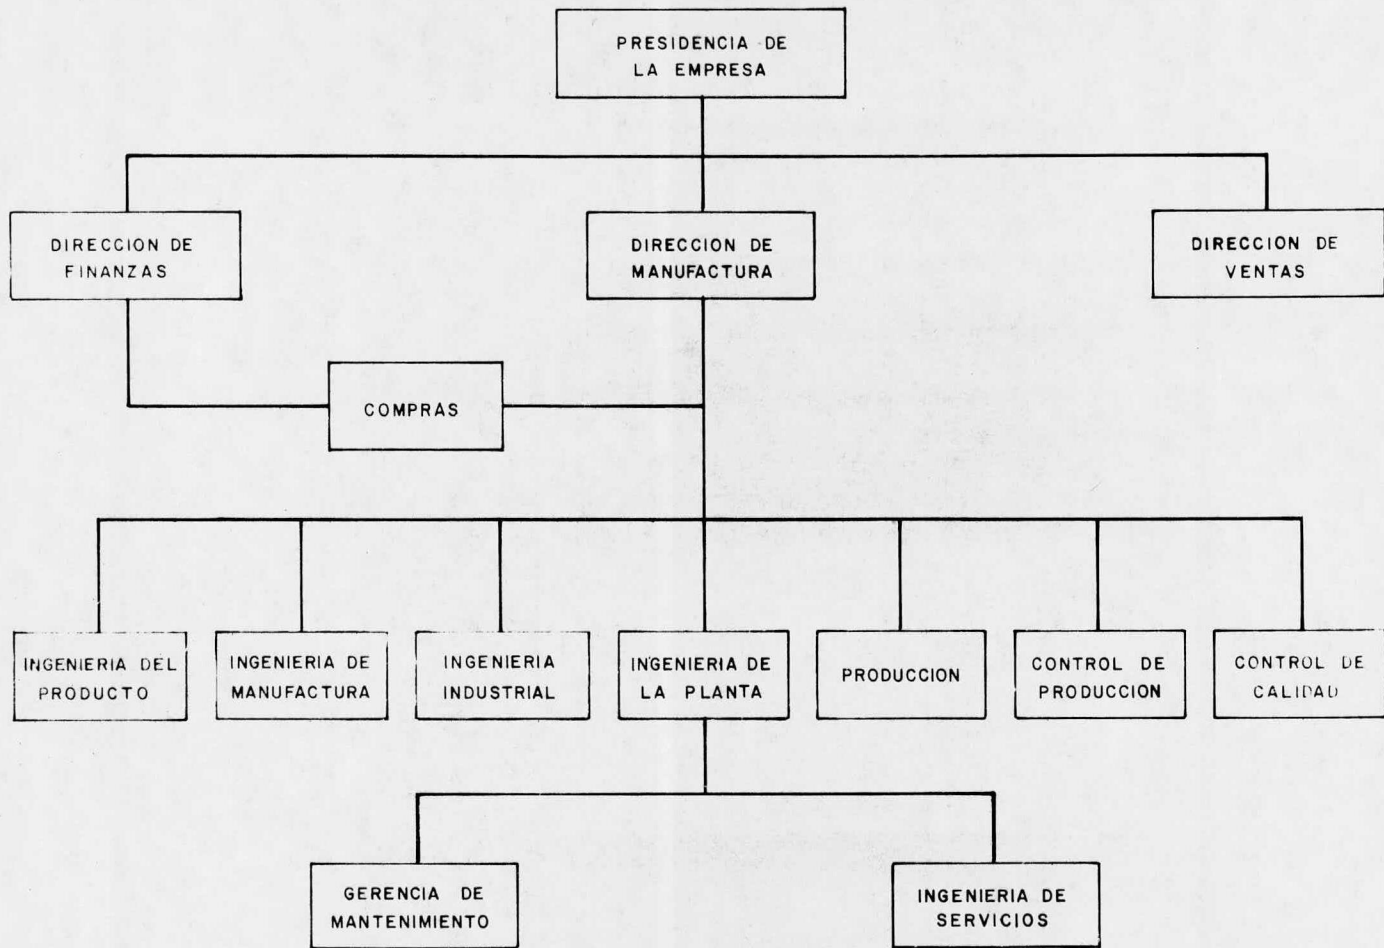 PRESIDENCIA DE
LA EMPRESA
DIRECCION DE
FINANZAS
DIRECCION DE
MANUFACTURA
DIRECCION DE
VENTAS
COMPRAS
INGENIERIA DEL
PRODUCTO
INGENIERIA DE
MANUFACTURA
INGENIERIA
INDUSTRIAL
INGENIERIA DE
LA PLANTA
PRODUCCION
CONTROL DE
PRODUCCION
CONTROL DE
CALIDAD
GERENCIA DE
MANTENIMIENTO
INGENIERIA DE
SERVICIOS